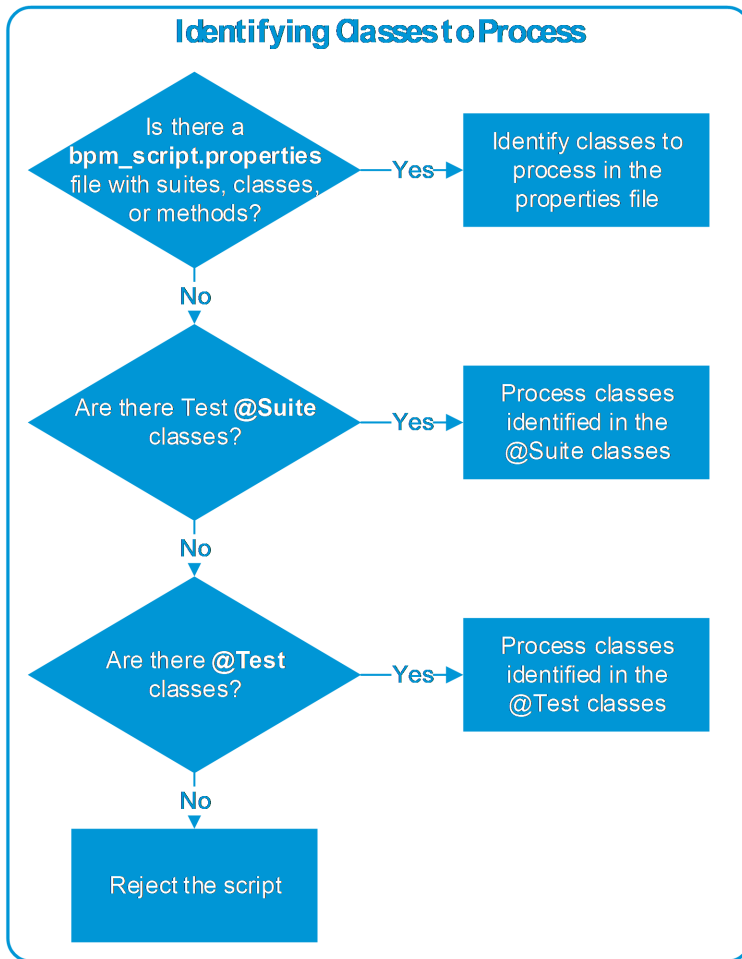 Identifying Classes to Process
Is there a
bpm_script.properties
file with suites, classes,
or methods?
Yes
Identify classes to
process in the
properties file
No
Are there Test @Suite
classes?
Yes
Process classes
identified in the
@Suite classes
No
Are there @Test
classes?
Yes
Process classes
identified in the
@Test classes
No
Reject the script